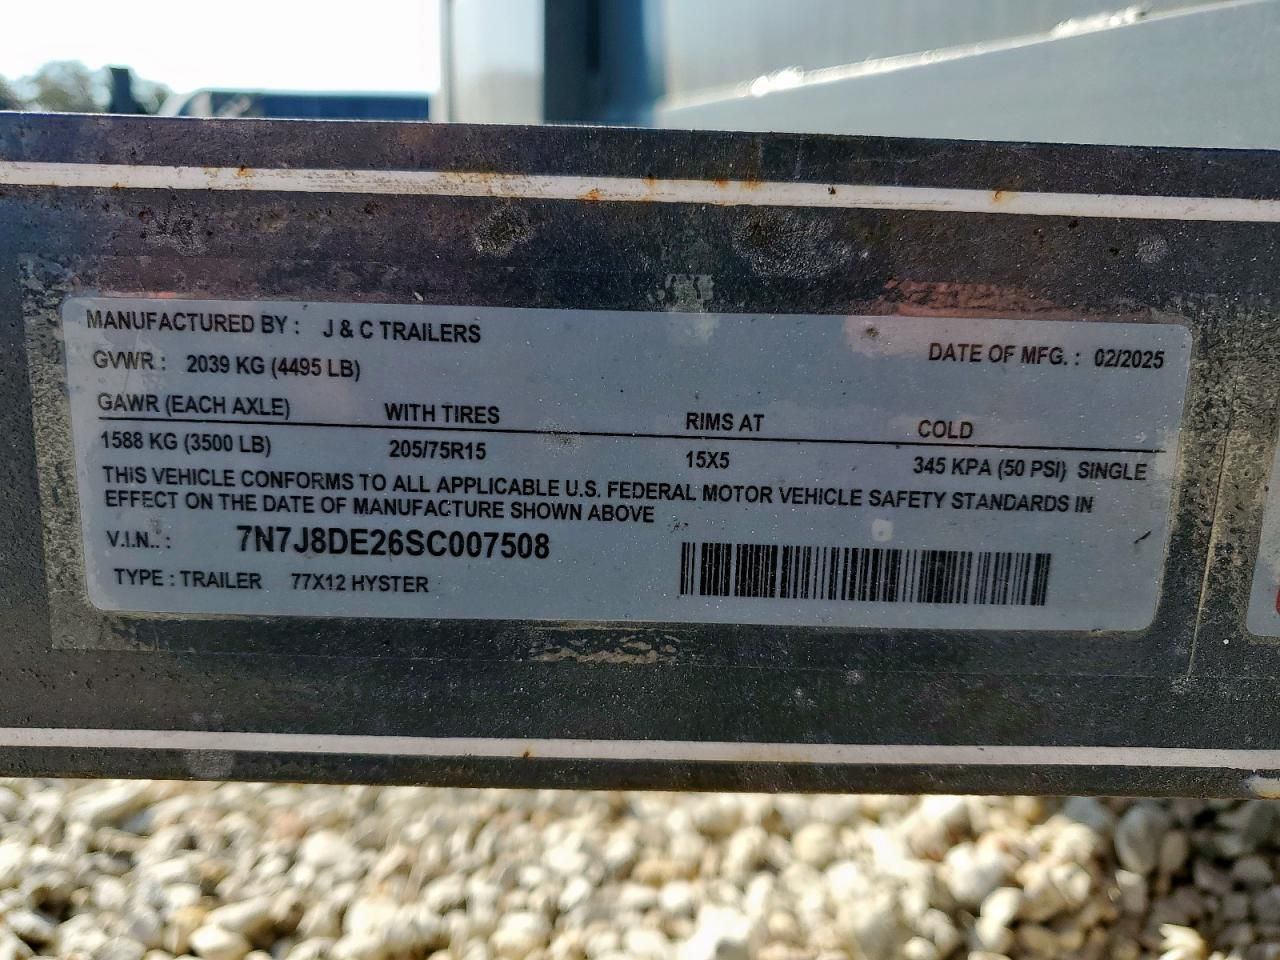 MANUFACTURED BY : J & C TRAILERS
GVWR : 2039 KG (4495 LB) DATE OF MFG. : 02/2025
GAWR (EACH AXLE) WITH TIRES RIMS AT COLD
1588 KG (3500 LB) 205/75R15 15X5 345 KPA (50 PSI) SINGLE
THIS VEHICLE CONFORMS TO ALL APPLICABLE U.S. FEDERAL MOTOR VEHICLE SAFETY STANDARDS IN
EFFECT ON THE DATE OF MANUFACTURE SHOWN ABOVE
V.I.N.. : 7N7J8DE26SC007508
TYPE : TRAILER 77X12 HYSTER